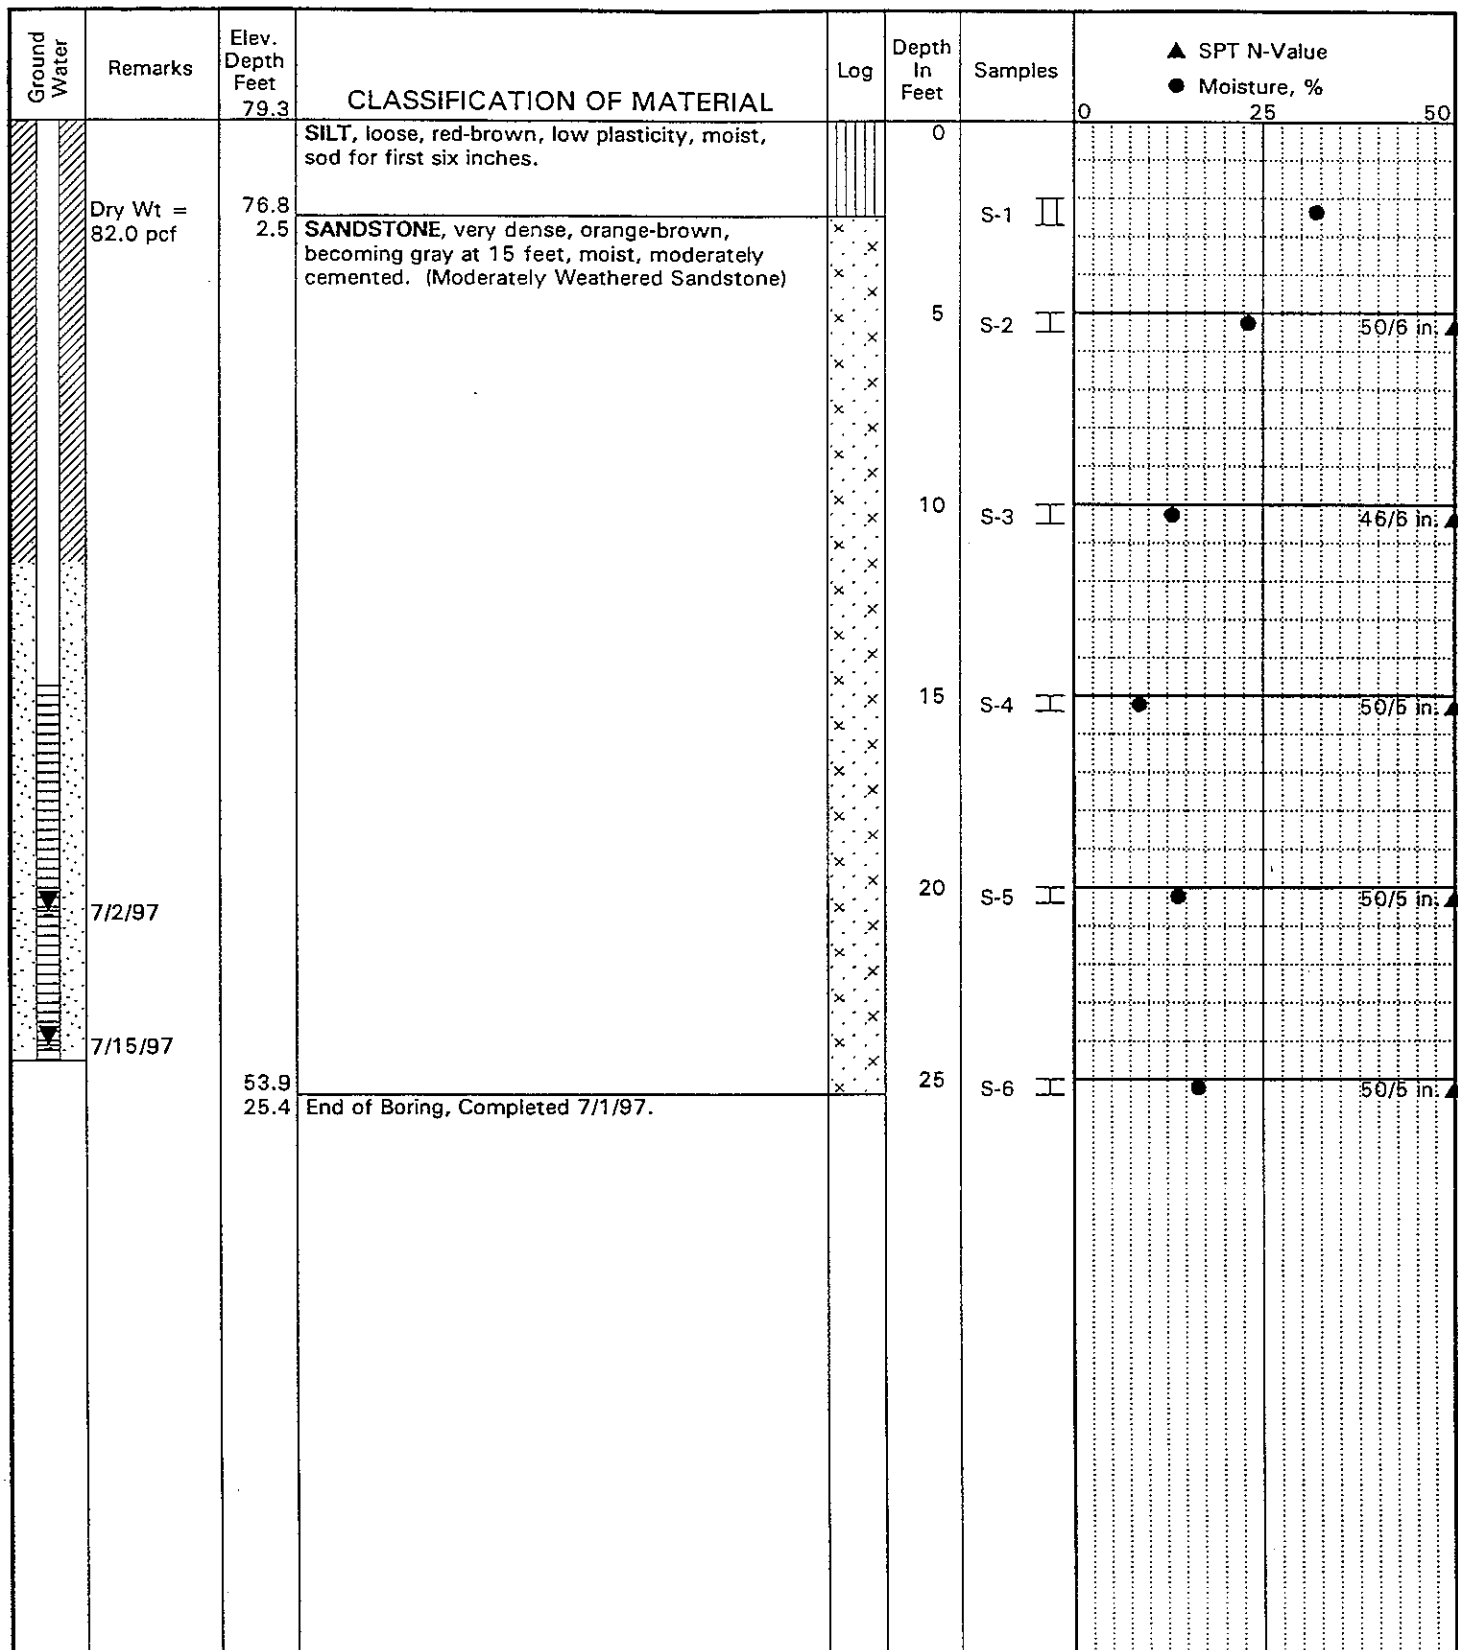 Ground
Water
Remarks
Elev.
Depth
Feet
79.3
CLASSIFICATION OF MATERIAL
Log
Depth
In
Feet
Samples
▲ SPT N-Value
● Moisture, %
0 25 50
SILT, loose, red-brown, low plasticity, moist,
sod for first six inches.
0
Dry Wt =
82.0 pcf
76.8
2.5
SANDSTONE, very dense, orange-brown,
becoming gray at 15 feet, moist, moderately
cemented. (Moderately Weathered Sandstone)
S-1
5
S-2
50/6 in.
10
S-3
46/6 in.
15
S-4
50/5 in.
7/2/97
20
S-5
50/5 in.
7/15/97
53.9
25.4
End of Boring, Completed 7/1/97.
25
S-6
50/5 in.